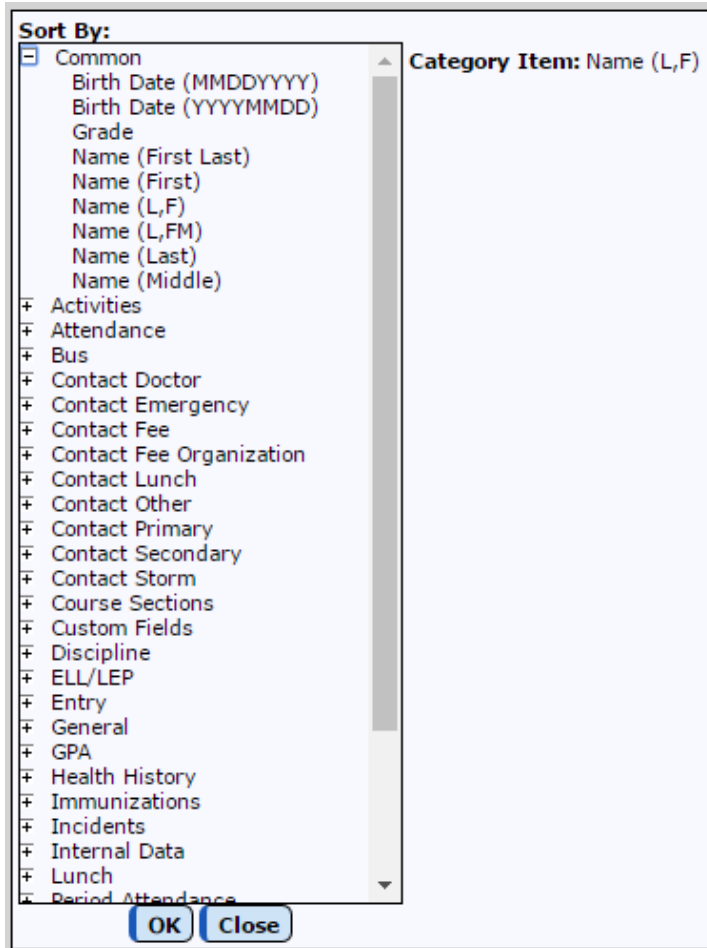 Sort By:
Common
Category Item: Name (L,F)
Birth Date (MMDDYYYY)
Birth Date (YYYYMMDD)
Grade
Name (First Last)
Name (First)
Name (L,F)
Name (L,FM)
Name (Last)
Name (Middle)
Activities
Attendance
Bus
Contact Doctor
Contact Emergency
Contact Fee
Contact Fee Organization
Contact Lunch
Contact Other
Contact Primary
Contact Secondary
Contact Storm
Course Sections
Custom Fields
Discipline
ELL/LEP
Entry
General
GPA
Health History
Immunizations
Incidents
Internal Data
Lunch
Period Attendance
OK Close